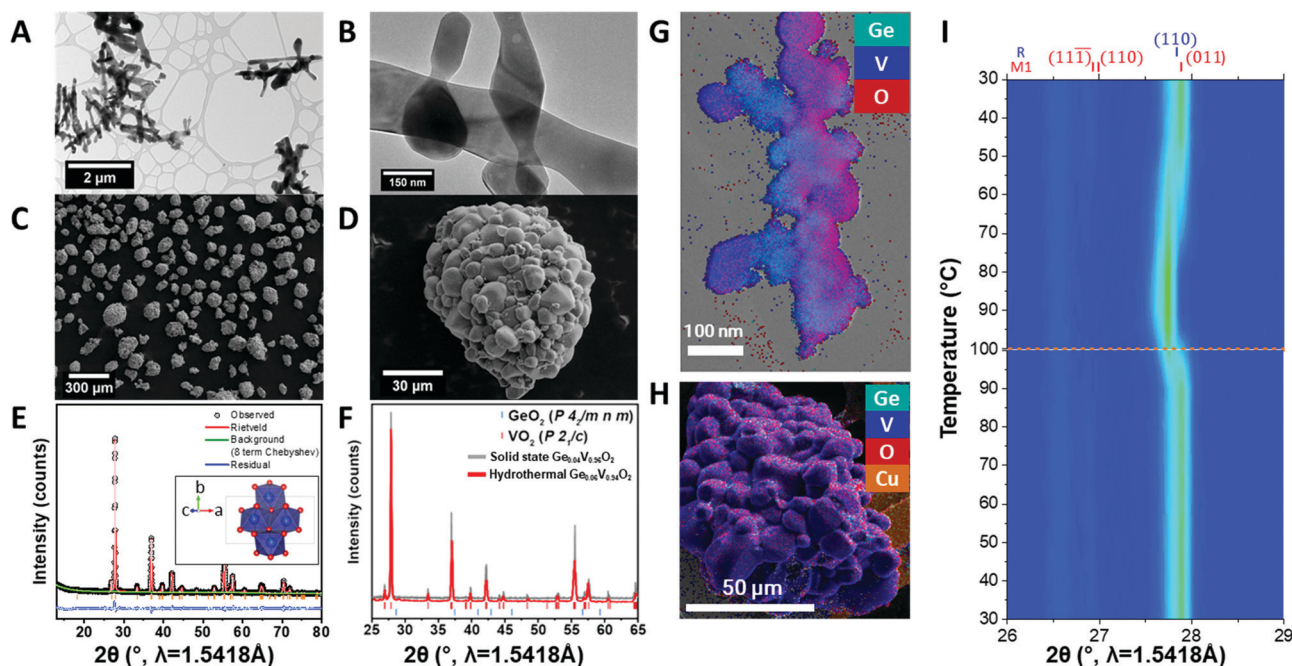 A
2 µm
B
150 nm
C
300 µm
D
30 µm
E
Observed
Rietveld
Background
(8 term Chebyshev)
Residual
b
c
a
Intensity (counts)
20
30
40
50
60
70
80
2θ (°, λ=1.5418Å)
F
GeO₂ (P 4₂/m n m)
VO₂ (P 2₁/c)
Solid state Ge₀.₀₄V₀.₉₆O₂
Hydrothermal Ge₀.₀₆V₀.₉₄O₂
Intensity (counts)
25
30
35
40
45
50
55
60
65
2θ (°, λ=1.5418Å)
G
Ge
V
O
100 nm
H
Ge
V
O
Cu
50 µm
I
(110)
R
M1
(111̅)
(110)
(011)
30
40
50
60
70
80
90
100
90
80
70
60
50
40
30
Temperature (°C)
26
27
28
29
2θ (°, λ=1.5418Å)